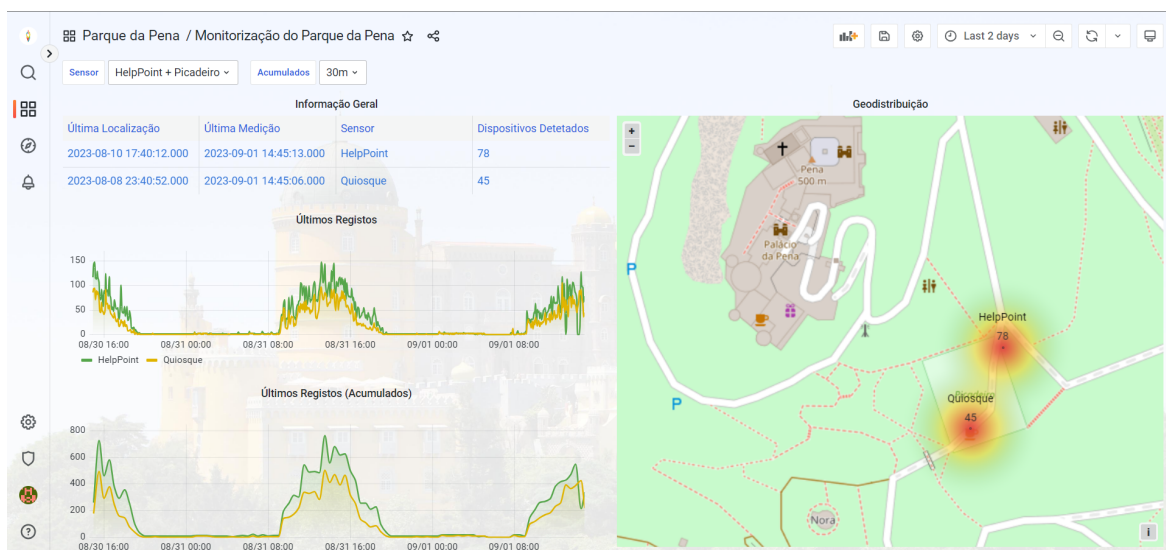 Parque da Pena / Monitorização do Parque da Pena
Last 2 days
Sensor HelpPoint + Picadeiro Acumulados 30m
Informação Geral
Última Localização Última Medição Sensor Dispositivos Detetados
2023-08-10 17:40:12.000 2023-09-01 14:45:13.000 HelpPoint 78
2023-08-08 23:40:52.000 2023-09-01 14:45:06.000 Quiosque 45
Últimos Registos
150
100
50
0
08/30 16:00 08/31 00:00 08/31 08:00 08/31 16:00 09/01 00:00 09/01 08:00
HelpPoint Quiosque
Últimos Registos (Acumulados)
800
600
400
200
0
08/30 16:00 08/31 00:00 08/31 08:00 08/31 16:00 09/01 00:00 09/01 08:00
Geodistribuição
+
-
Pena
500 m
Palácio
da Pena
P
HelpPoint
78
P
Quiosque
45
Nora
i